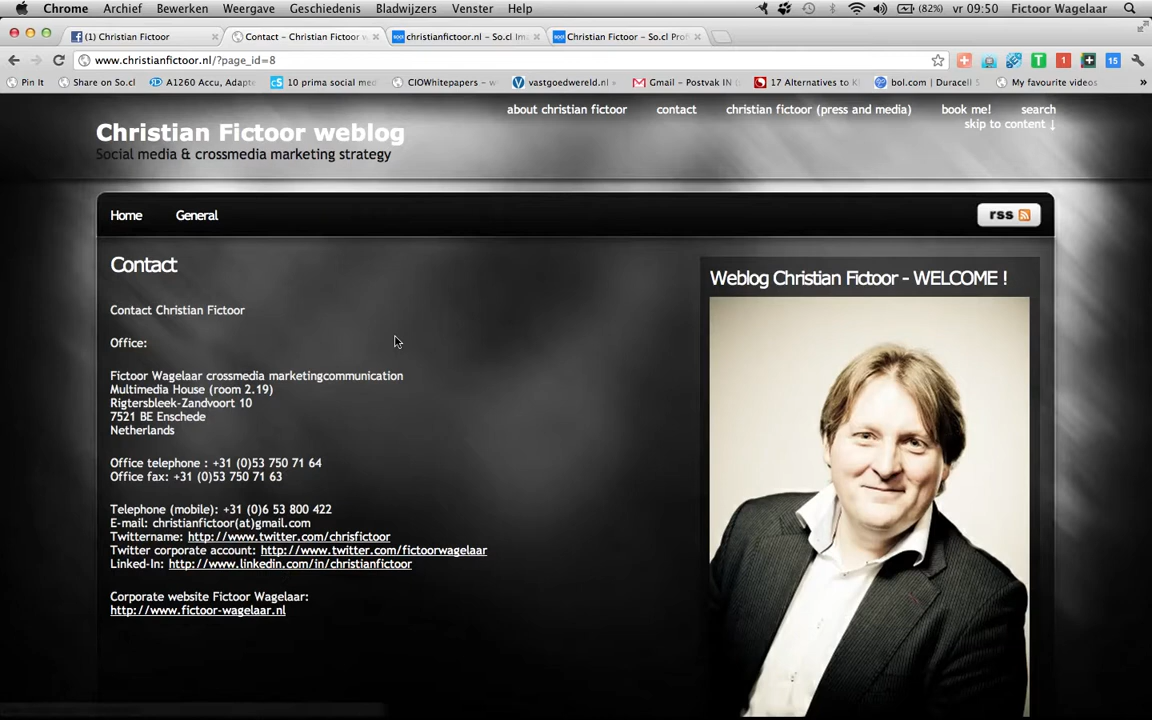 Chrome Archief Bewerken Weergave Geschiedenis Bladwijzers Venster Help (82%) vr 09:50 Fictoor Wagelaar
(1) Christian Fictoor
Contact – Christian Fictoor w
christianfictoor.nl – So.cl Ima
Christian Fictoor – So.cl Prof
www.christianfictoor.nl/?page_id=8
T 1 15
Pin It
Share on So.cl
A1260 Accu, Adapte
10 prima social med
CIOWhitepapers – w
vastgoedwereld.nl
Gmail – Postvak IN (
17 Alternatives to Kl
bol.com | Duracell S
My favourite videos
»
about christian fictoor contact christian fictoor (press and media) book me! search
skip to content ↓
Christian Fictoor weblog
Social media & crossmedia marketing strategy
Home General rss
Contact
Contact Christian Fictoor
Office:
Fictoor Wagelaar crossmedia marketingcommunication
Multimedia House (room 2.19)
Rigtersbleek-Zandvoort 10
7521 BE Enschede
Netherlands
Office telephone : +31 (0)53 750 71 64
Office fax: +31 (0)53 750 71 63
Telephone (mobile): +31 (0)6 53 800 422
E-mail: christianfictoor(at)gmail.com
Twittername: http://www.twitter.com/chrisfictoor
Twitter corporate account: http://www.twitter.com/fictoorwagelaar
Linked-In: http://www.linkedin.com/in/christianfictoor
Corporate website Fictoor Wagelaar:
http://www.fictoor-wagelaar.nl
Weblog Christian Fictoor - WELCOME !